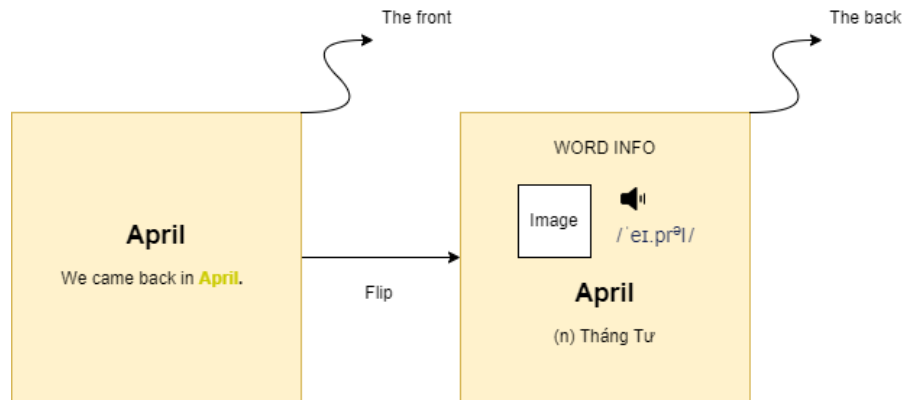 The front
The back
April
We came back in April.
Flip
WORD INFO
Image
/ˈeɪ.prᵊl/
April
(n) Tháng Tư